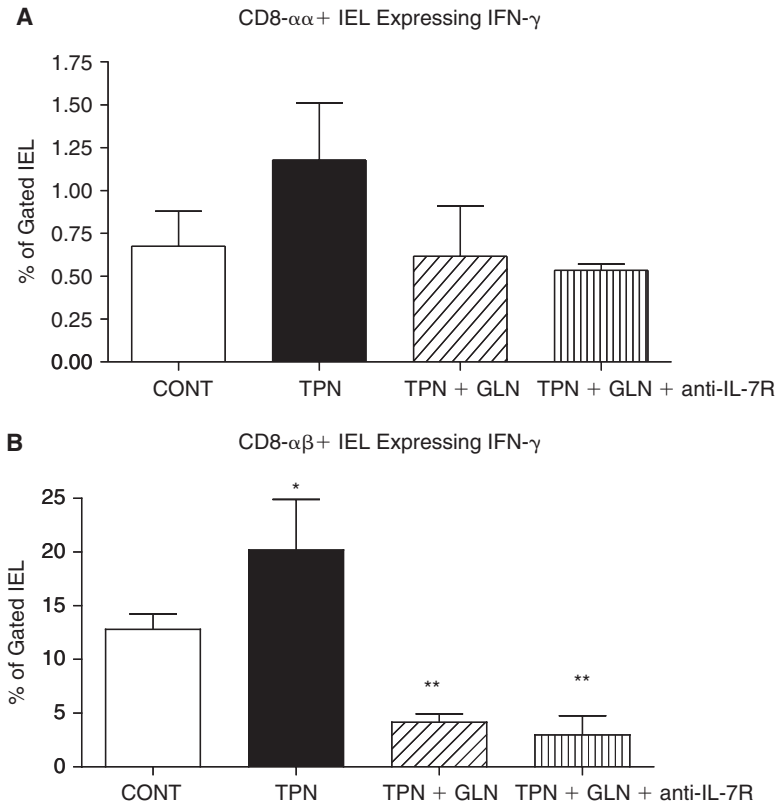 A
CD8-αα+ IEL Expressing IFN-γ
% of Gated IEL
1.75
1.50
1.25
1.00
0.75
0.50
0.25
0.00
CONT
TPN
TPN + GLN
TPN + GLN + anti-IL-7R
B
CD8-αβ+ IEL Expressing IFN-γ
% of Gated IEL
25
20
15
10
5
0
*
**
**
CONT
TPN
TPN + GLN
TPN + GLN + anti-IL-7R